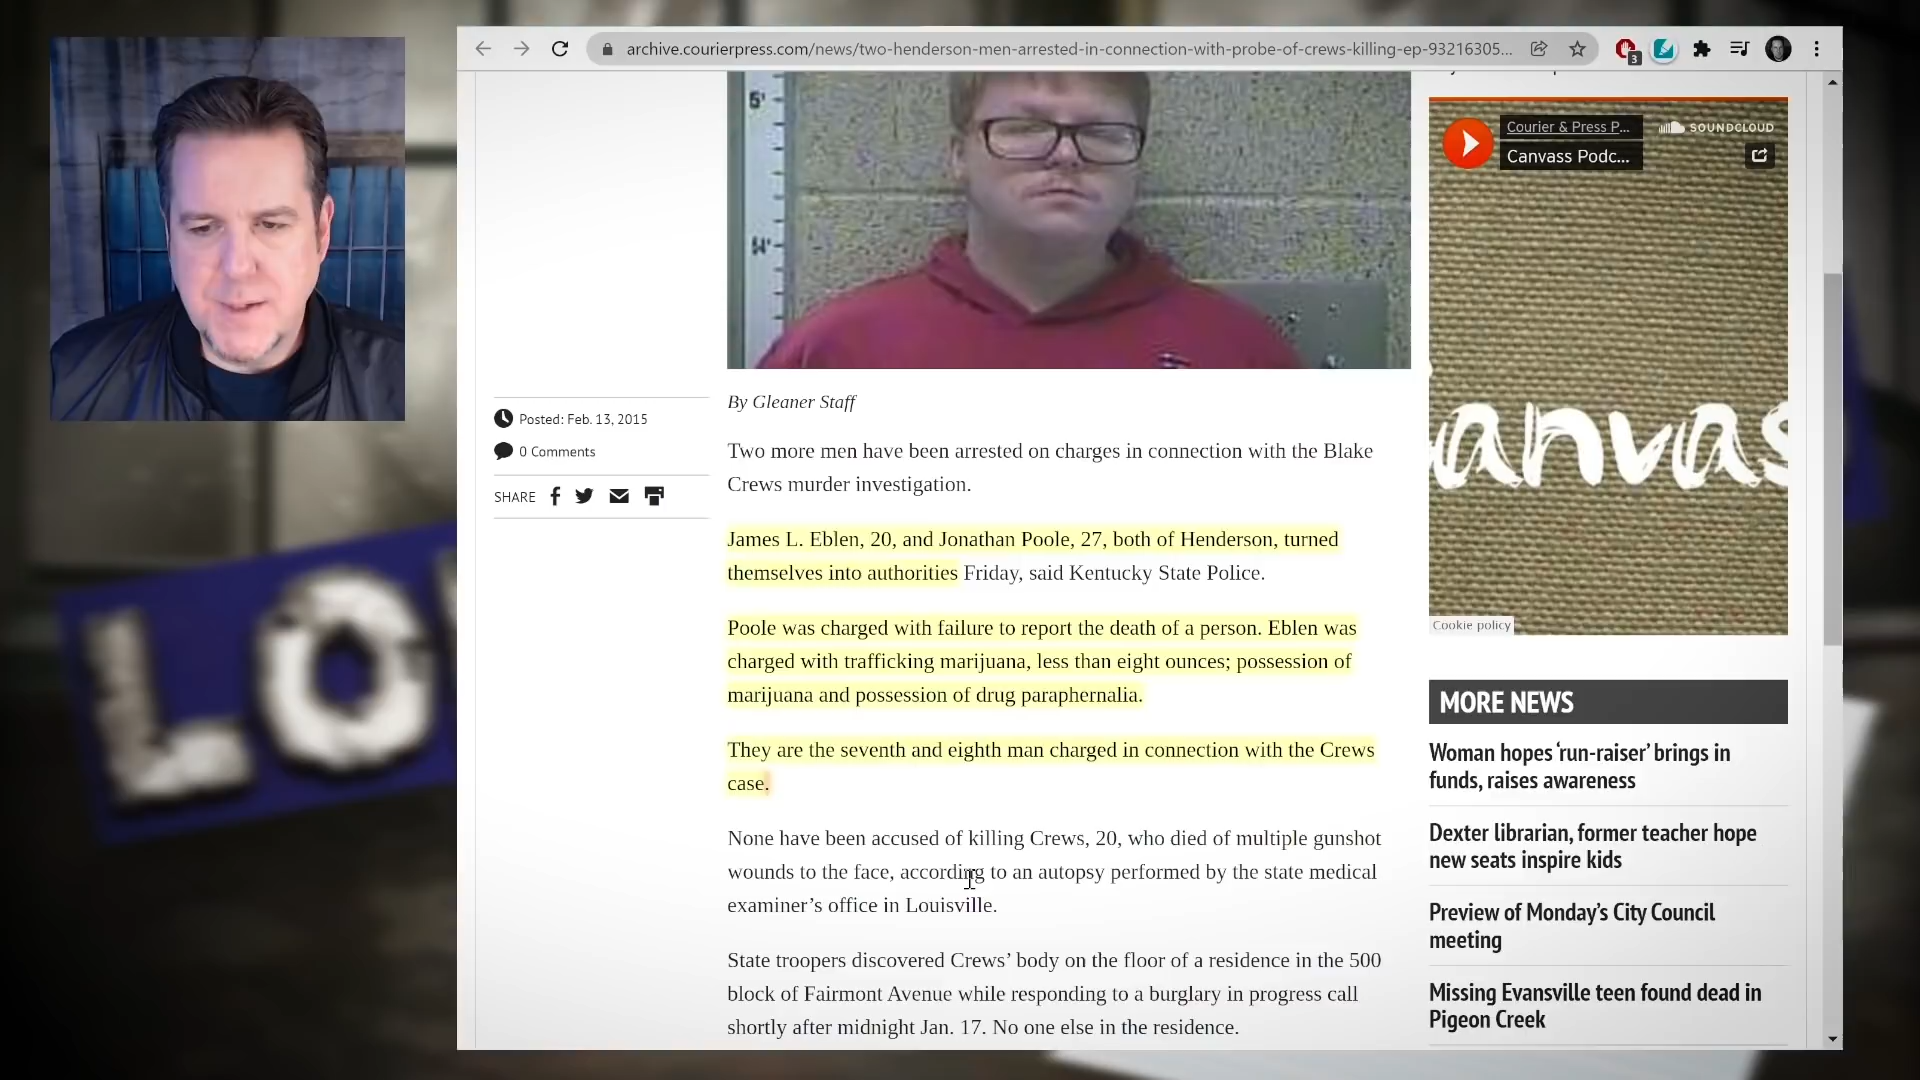 archive.courierpress.com/news/two-henderson-men-arrested-in-connection-with-probe-of-crews-killing-ep-93216305...
3
5'
Courier & Press P...
SOUNDCLOUD
Canvass Podc...
4'
anvas
Cookie policy
By Gleaner Staff
Posted: Feb. 13, 2015
0 Comments
SHARE
Two more men have been arrested on charges in connection with the Blake
Crews murder investigation.
James L. Eblen, 20, and Jonathan Poole, 27, both of Henderson, turned
themselves into authorities Friday, said Kentucky State Police.
Poole was charged with failure to report the death of a person. Eblen was
charged with trafficking marijuana, less than eight ounces; possession of
marijuana and possession of drug paraphernalia.
They are the seventh and eighth man charged in connection with the Crews
case.
None have been accused of killing Crews, 20, who died of multiple gunshot
wounds to the face, according to an autopsy performed by the state medical
examiner’s office in Louisville.
State troopers discovered Crews’ body on the floor of a residence in the 500
block of Fairmont Avenue while responding to a burglary in progress call
shortly after midnight Jan. 17. No one else in the residence.
MORE NEWS
Woman hopes ‘run-raiser’ brings in
funds, raises awareness
Dexter librarian, former teacher hope
new seats inspire kids
Preview of Monday’s City Council
meeting
Missing Evansville teen found dead in
Pigeon Creek
LO